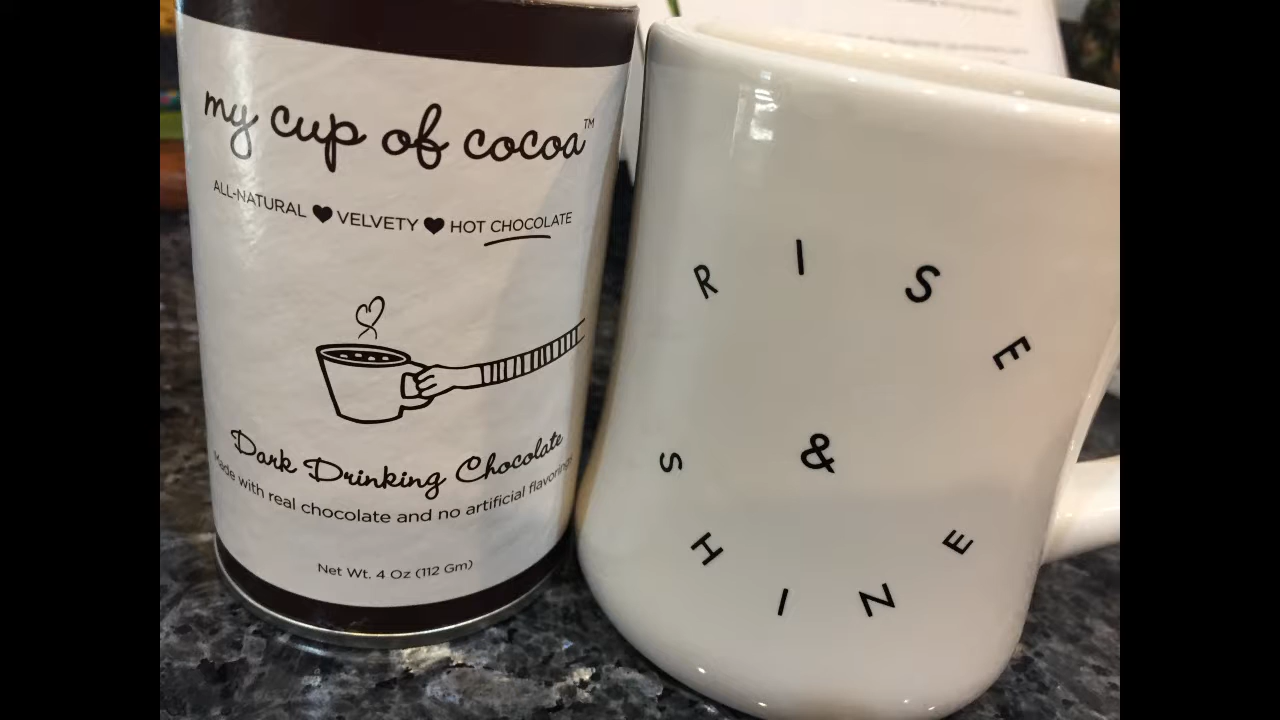 my cup of cocoa™
ALL-NATURAL ♥ VELVETY ♥ HOT CHOCOLATE
Dark Drinking Chocolate
Made with real chocolate and no artificial flavorings
Net Wt. 4 Oz (112 Gm)
RISE
&
SHINE